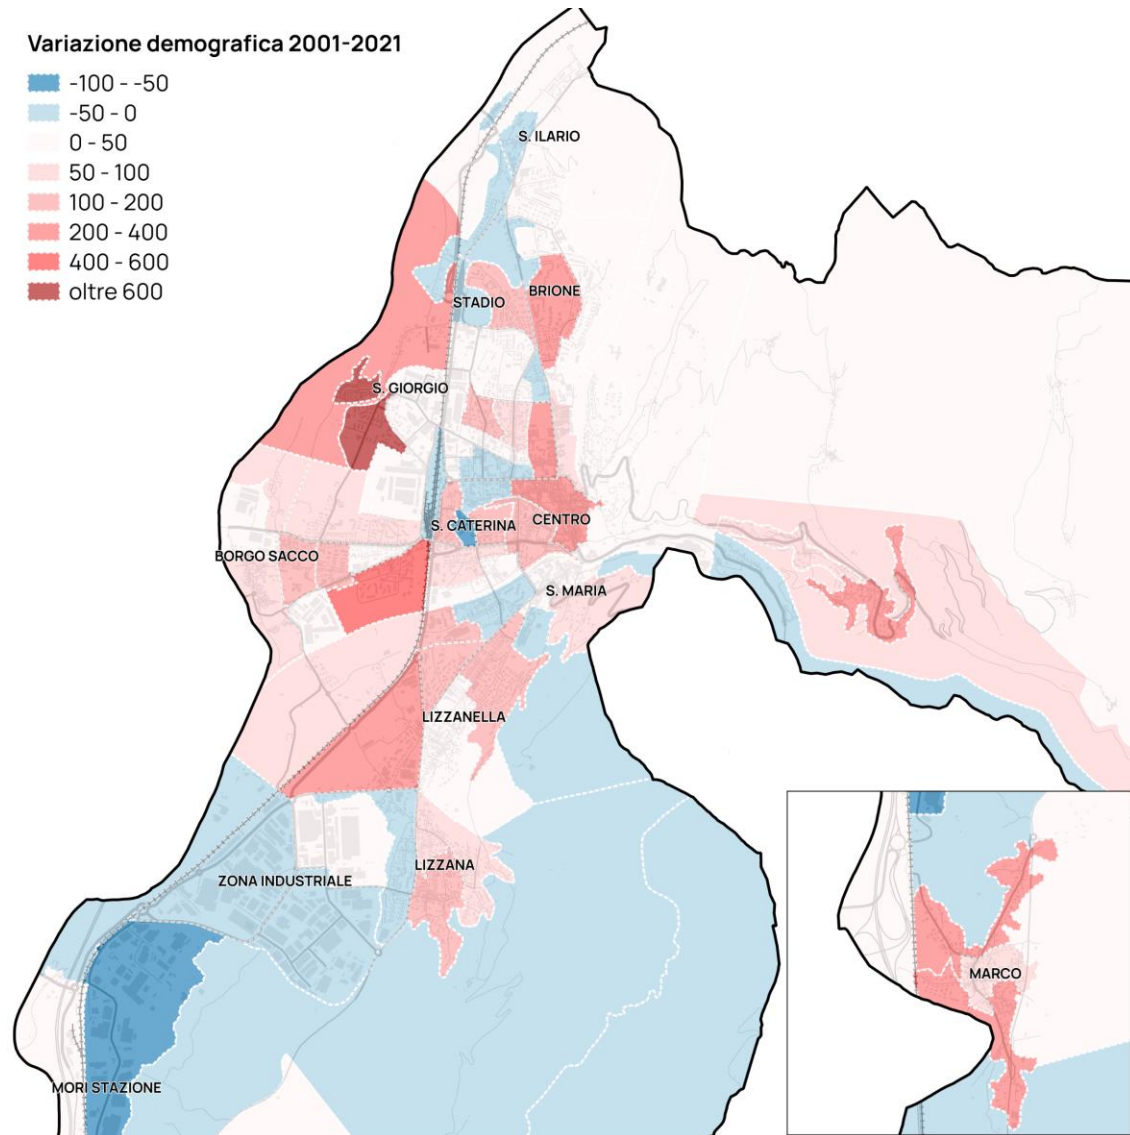 Variazione demografica 2001-2021
-100 - -50
-50 - 0
0 - 50
50 - 100
100 - 200
200 - 400
400 - 600
oltre 600
S. ILARIO
STADIO
BRIONE
S. GIORGIO
S. CATERINA
CENTRO
BORGO SACCO
S. MARIA
LIZZANELLA
LIZZANA
ZONA INDUSTRIALE
MARCO
MORI STAZIONE